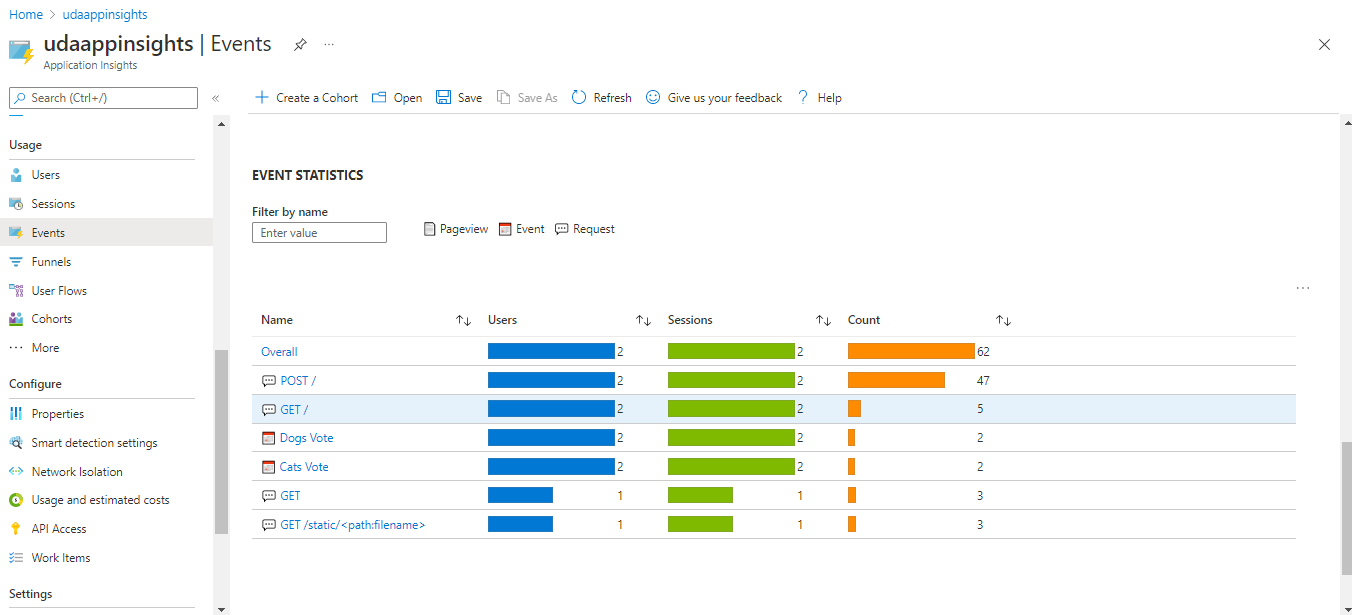 Home > udaappinsights
udaappinsights | Events
Application Insights
Search (Ctrl+/)
Create a Cohort Open Save Save As Refresh Give us your feedback ? Help
Usage
Users
Sessions
Events
Funnels
User Flows
Cohorts
More
Configure
Properties
Smart detection settings
Network Isolation
Usage and estimated costs
API Access
Work Items
Settings
EVENT STATISTICS
Filter by name
Enter value
Pageview Event Request
Name Users Sessions Count
Overall 2 2 62
POST / 2 2 47
GET / 2 2 5
Dogs Vote 2 2 2
Cats Vote 2 2 2
GET 1 1 3
GET /static/<path:filename> 1 1 3